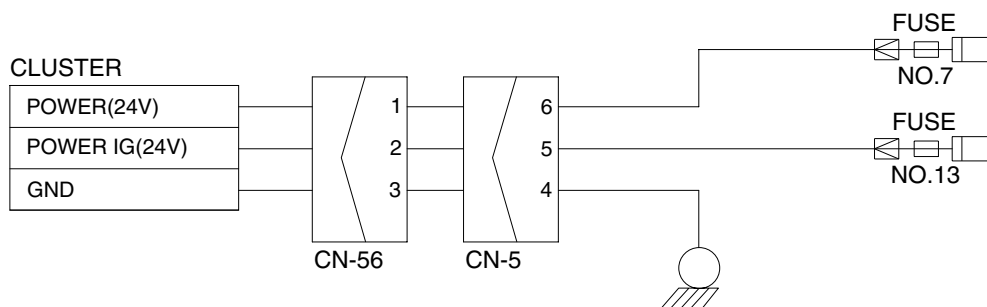 FUSE
NO.7
CLUSTER
POWER(24V) 1 6
FUSE
POWER IG(24V) 2 5
NO.13
GND 3 4
CN-56 CN-5